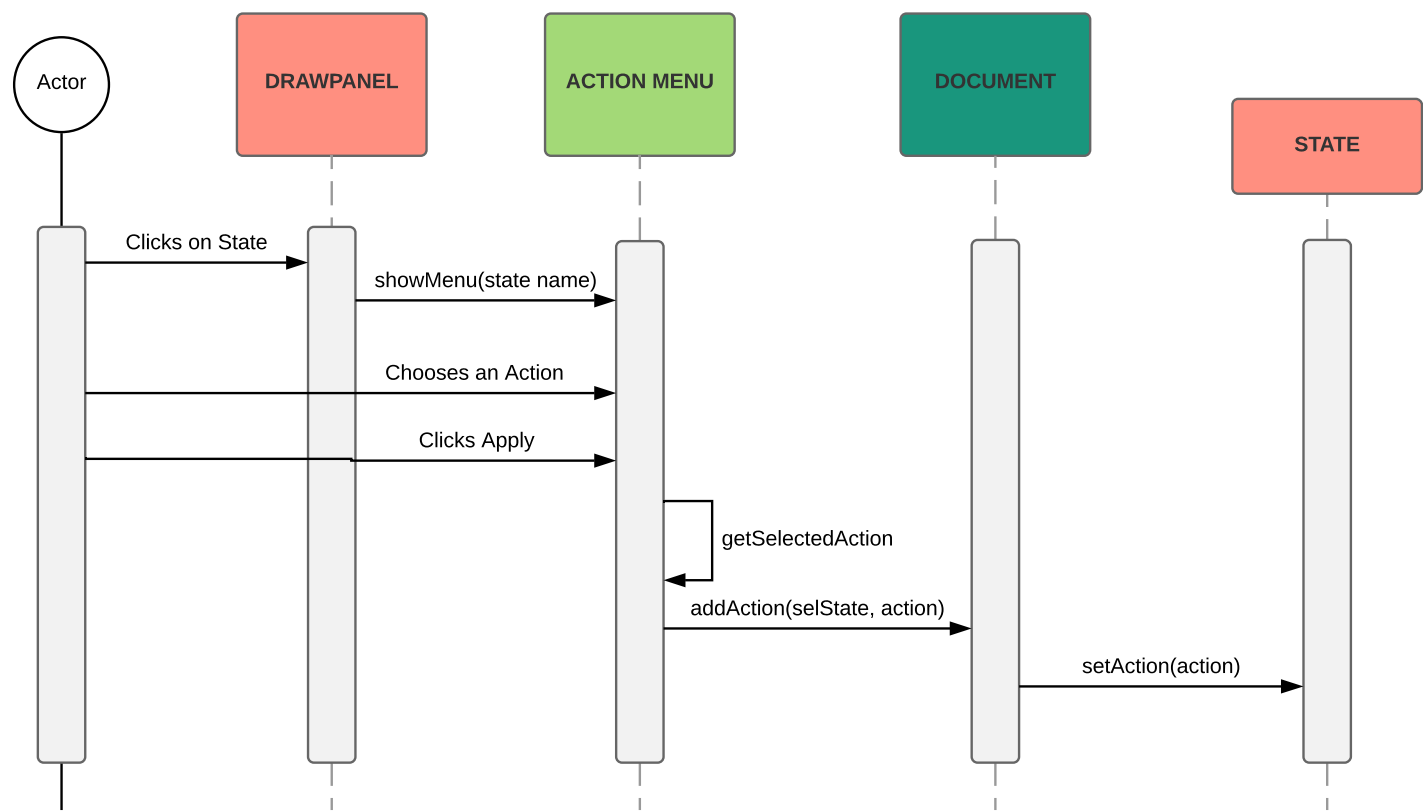 Actor
DRAWPANEL
ACTION MENU
DOCUMENT
STATE
Clicks on State
showMenu(state name)
Chooses an Action
Clicks Apply
getSelectedAction
addAction(selState, action)
setAction(action)